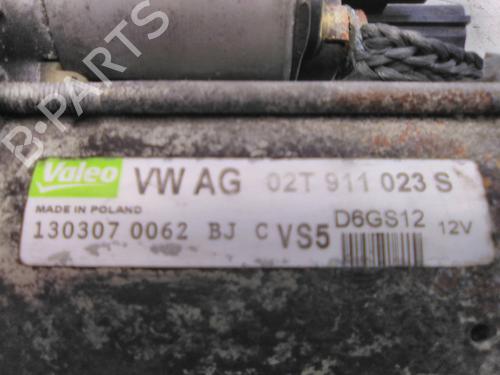 Valeo VW AG 02T 911 023 S
MADE IN POLAND
130307 0062 BJ C VS5 D6GS12 12V
B-PARTS